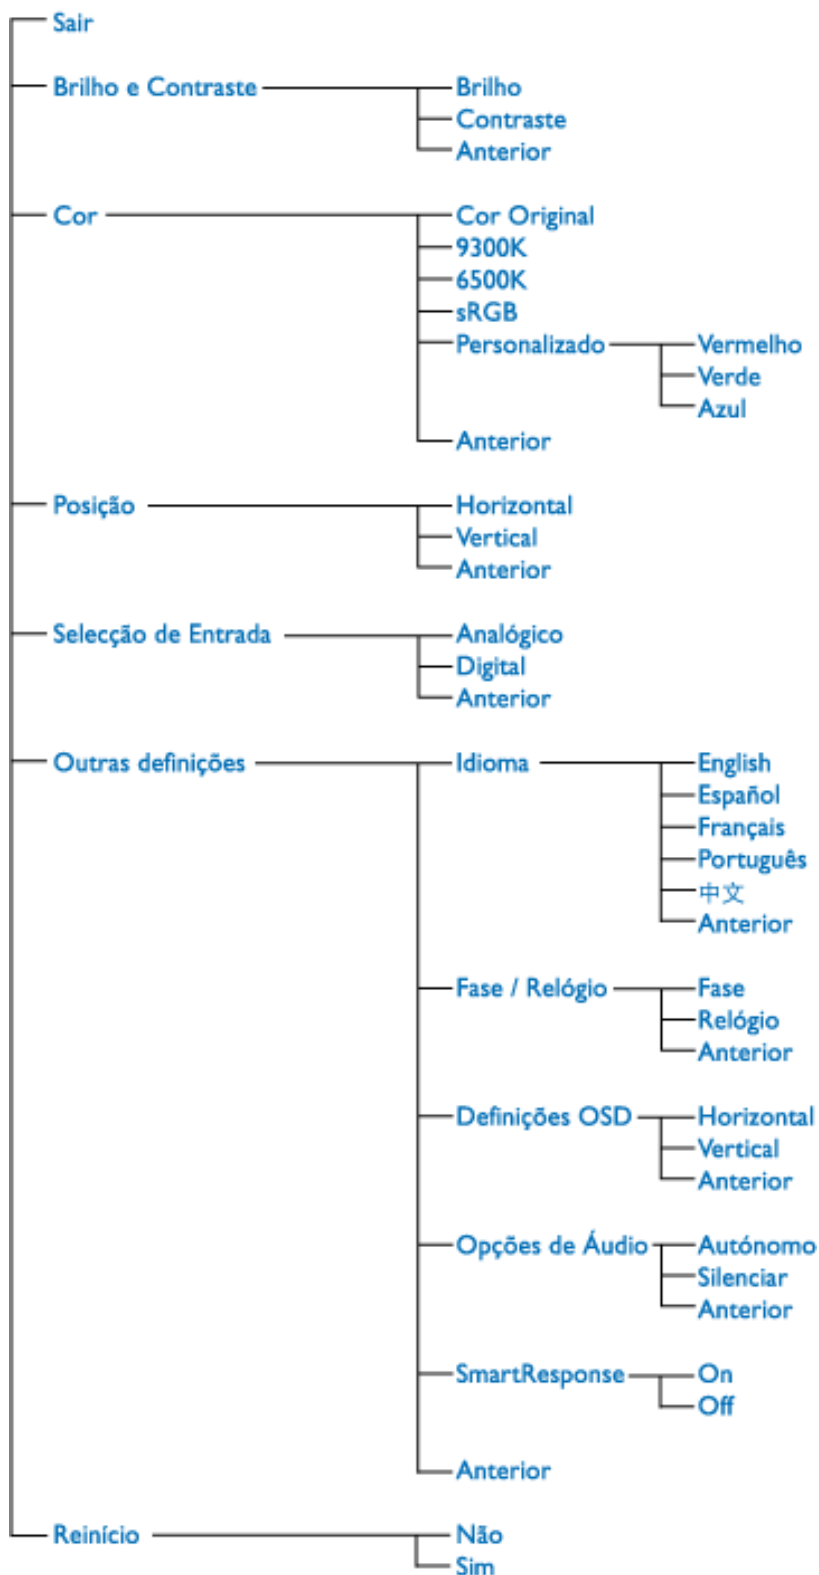 Sair
Brilho e Contraste Brilho
Contraste
Anterior
Cor Cor Original
9300K
6500K
sRGB
Personalizado Vermelho
Verde
Azul
Anterior
Posição Horizontal
Vertical
Anterior
Selecção de Entrada Analógico
Digital
Anterior
Outras definições Idioma English
Español
Français
Português
中文
Anterior
Fase / Relógio Fase
Relógio
Anterior
Definições OSD Horizontal
Vertical
Anterior
Opções de Áudio Autónomo
Silenciar
Anterior
SmartResponse On
Off
Anterior
Reinício Não
Sim